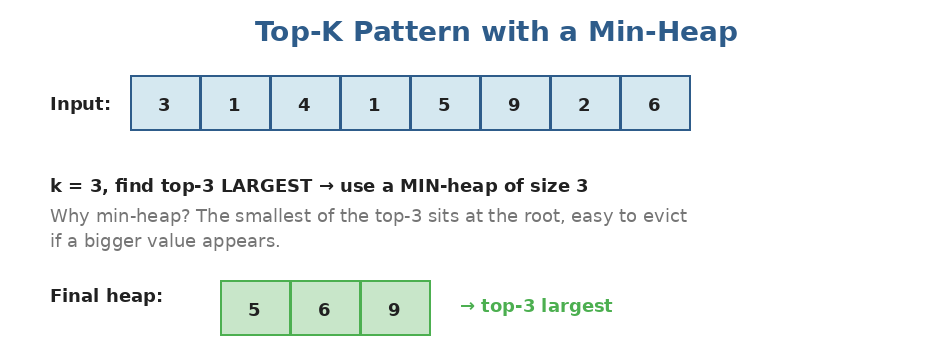 Top-K Pattern with a Min-Heap
Input: 3 1 4 1 5 9 2 6
k = 3, find top-3 LARGEST → use a MIN-heap of size 3
Why min-heap? The smallest of the top-3 sits at the root, easy to evict
if a bigger value appears.
Final heap: 5 6 9 → top-3 largest